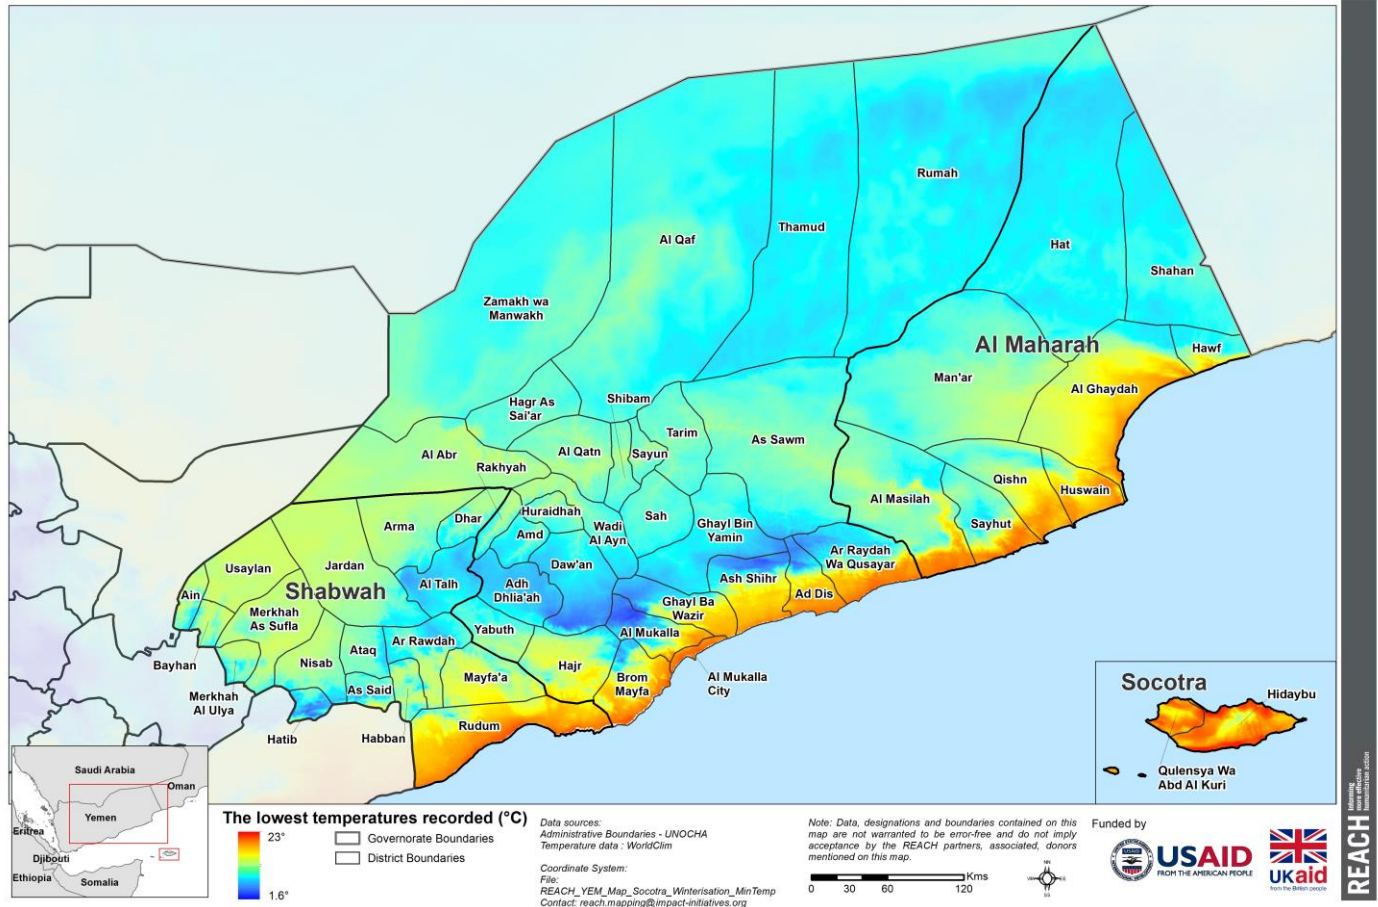 Rumah
Thamud
Al Qaf
Hat
Shahan
Zamakh wa
Manwakh
Al Maharah
Hawf
Man'ar
Al Ghaydah
Hagr As
Sai'ar
Shibam
Tarim
As Sawm
Al Abr
Al Qatn
Sayun
Rakhyah
Qishn
Huswain
Al Masilah
Sayhut
Arma
Dhar
Huraidhah
Amd
Wadi
Al Ayn
Sah
Ghayl Bin
Yamin
Ar Raydah
Wa Qusayar
Usaylan
Jardan
Shabwah
Al Talh
Adh
Dhlia'ah
Daw'an
Ash Shihr
Ad Dis
Ain
Merkhah
As Sufla
Ghayl Ba
Wazir
Yabuth
Al Mukalla
Ataq
Ar Rawdah
Bayhan
Nisab
Hajr
Mayfa'a
Brom
Mayfa
Al Mukalla
City
Merkhah
Al Ulya
As Said
Rudum
Hatib
Habban
Socotra
Hidaybu
Qulensya Wa
Abd Al Kuri
Saudi Arabia
Oman
Yemen
Eritrea
Djibouti
Ethiopia
Somalia
The lowest temperatures recorded (°C)
23°
1.6°
Governorate Boundaries
District Boundaries
Data sources:
Administrative Boundaries - UNOCHA
Temperature data : WorldClim
Coordinate System:
File:
REACH_YEM_Map_Socotra_Winterisation_MinTemp
Contact: reach.mapping@impact-initiatives.org
Note: Data, designations and boundaries contained on this
map are not warranted to be error-free and do not imply
acceptance by the REACH partners, associated, donors
mentioned on this map.
Kms
0 30 60 120
Funded by
USAID
FROM THE AMERICAN PEOPLE
UKaid
from the British people
REACH
Informing
more effective
humanitarian action